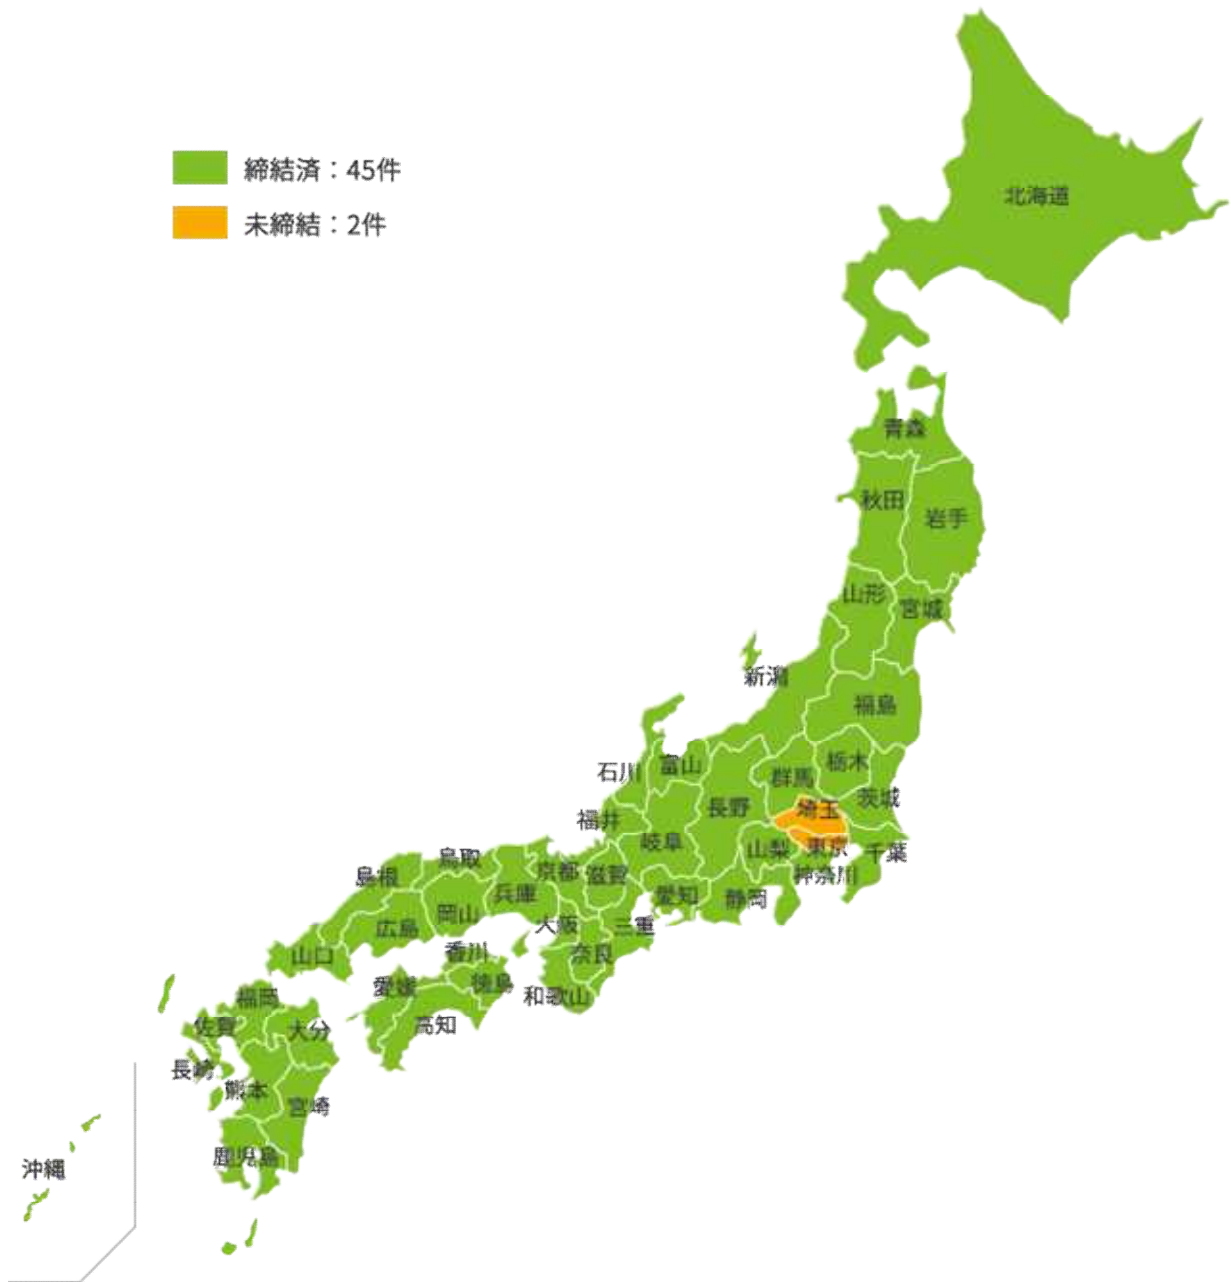 締結済：45件
未締結：2件
北海道
青森
秋田
岩手
山形
宮城
新潟
福島
石川
富山
群馬
栃木
長野
茨城
埼玉
福井
岐阜
山梨
東京
千葉
神奈川
鳥取
島根
京都
滋賀
兵庫
愛知
静岡
岡山
広島
大阪
三重
山口
香川
奈良
愛媛
徳島
和歌山
福岡
高知
佐賀
大分
長崎
熊本
宮崎
鹿児島
沖縄